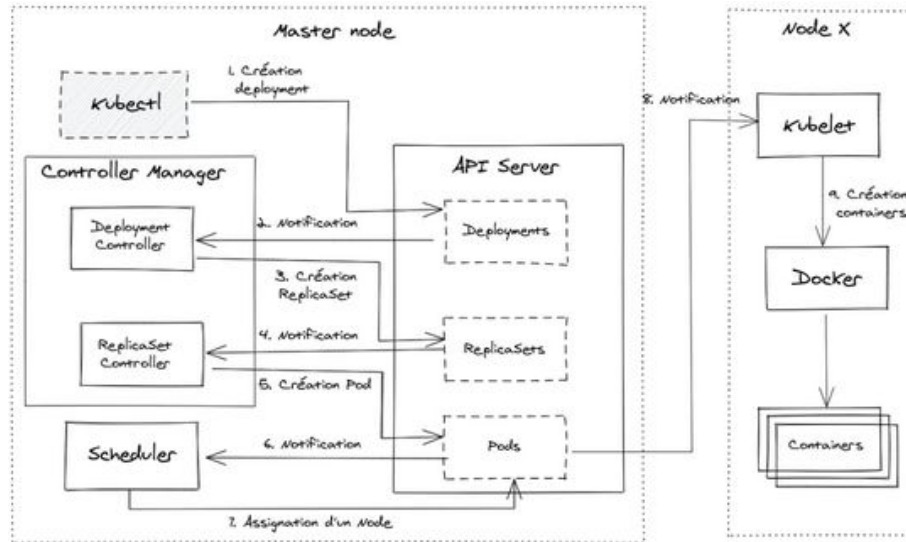 Master node
Node X
1. Création
deployment
Kubectl
8. Notification
Kubelet
Controller Manager
API Server
9. Création
containers
Deployment
Controller
2. Notification
Deployments
3. Création
ReplicaSet
Docker
4. Notification
ReplicaSet
Controller
ReplicaSets
5. Création Pod
Scheduler
6. Notification
Pods
Containers
7. Assignation d'un Node